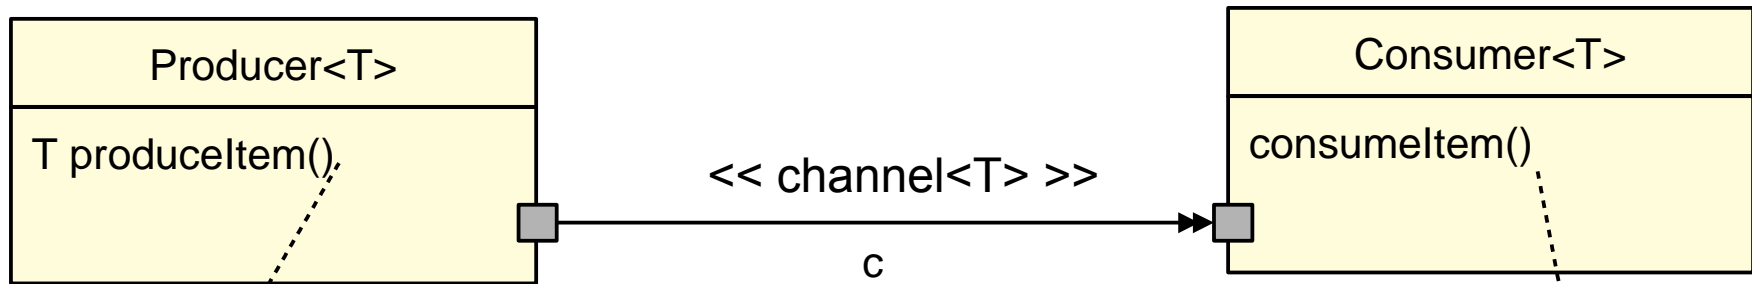 Producer<T>
T produceItem()
<< channel<T> >>
c
Consumer<T>
consumeItem()